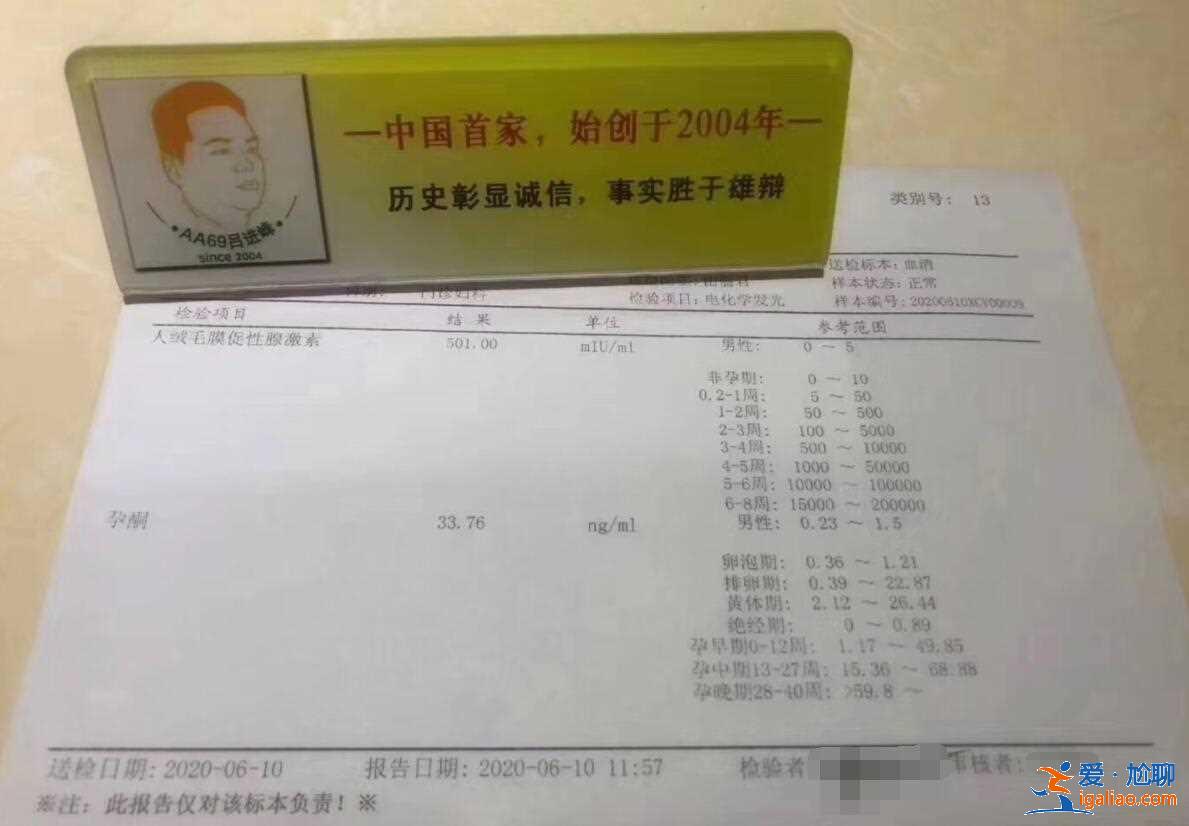 —中国首家，始创于2004年—
历史彰显诚信，事实胜于雄辩
•AA69吕进峰•
since 2004
类别号： 13
送检标本：血清
门诊妇科
样本状态：正常
检验项目：电化学发光
样本编号：20200610XCV00009
检验项目 结 果 单位 参考范围
人绒毛膜促性腺激素 501.00 mIU/ml 男性： 0 ～ 5
非孕期： 0 ～ 10
0.2-1周： 5 ～ 50
1-2周： 50 ～ 500
2-3周： 100 ～ 5000
3-4周： 500 ～ 10000
4-5周： 1000 ～ 50000
5-6周： 10000 ～ 100000
6-8周： 15000 ～ 200000
孕酮 33.76 ng/ml 男性： 0.23 ～ 1.5
卵泡期： 0.36 ～ 1.21
排卵期： 0.39 ～ 22.87
黄体期： 2.12 ～ 26.44
绝经期： 0 ～ 0.89
孕早期0-12周： 1.17 ～ 49.85
孕中期13-27周： 15.36 ～ 68.88
孕晚期28-40周： >59.8 ～
送检日期：2020-06-10 报告日期：2020-06-10 11:57 检验者 审核者：
※注：此报告仅对该标本负责！※
爱·尬聊
igaliao.com